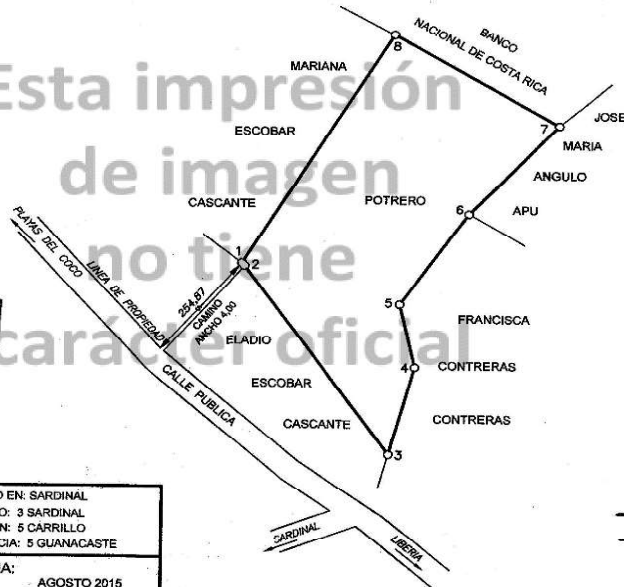 Esta impresión
de imagen
no tiene
carácter oficial
BANCO
NACIONAL DE COSTA RICA
8
MARIANA
ESCOBAR
CASCANTE
7
JOSE
MARIA
ANGULO
APU
POTRERO
6
1
2
5
4
3
PLAYAS DEL COCO
LINEA DE PROPIEDAD
254,87
CAMINO
ANCHO 4,00
ELADIO
ESCOBAR
CASCANTE
FRANCISCA
CONTRERAS
CONTRERAS
CALLE PUBLICA
SARDINAL
LIBERIA
O EN: SARDINAL
O: 3 SARDINAL
N: 5 CARRILLO
CIA: 5 GUANACASTE
A:
AGOSTO 2015